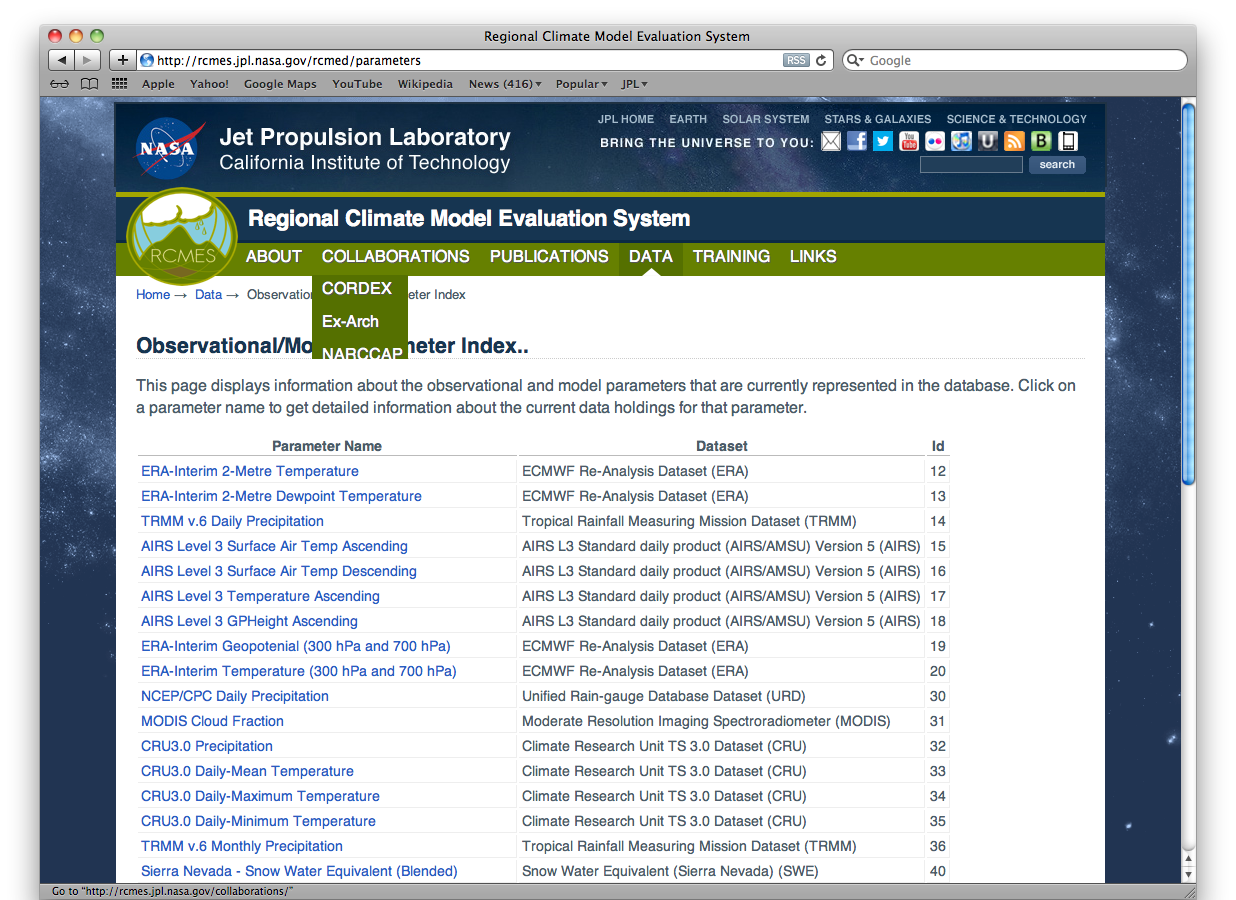 Regional Climate Model Evaluation System
http://rcmes.jpl.nasa.gov/rcmed/parameters RSS Google
Apple Yahoo! Google Maps YouTube Wikipedia News (416) Popular JPL
JPL HOME EARTH SOLAR SYSTEM STARS & GALAXIES SCIENCE & TECHNOLOGY
NASA Jet Propulsion Laboratory
California Institute of Technology
BRING THE UNIVERSE TO YOU: You Tube U B
search
Regional Climate Model Evaluation System
RCMES ABOUT COLLABORATIONS PUBLICATIONS DATA TRAINING LINKS
CORDEX
Ex-Arch
NARCCAP
Home → Data → Observatio eter Index
Observational/Mo meter Index..
This page displays information about the observational and model parameters that are currently represented in the database. Click on
a parameter name to get detailed information about the current data holdings for that parameter.
Parameter Name Dataset Id
ERA-Interim 2-Metre Temperature ECMWF Re-Analysis Dataset (ERA) 12
ERA-Interim 2-Metre Dewpoint Temperature ECMWF Re-Analysis Dataset (ERA) 13
TRMM v.6 Daily Precipitation Tropical Rainfall Measuring Mission Dataset (TRMM) 14
AIRS Level 3 Surface Air Temp Ascending AIRS L3 Standard daily product (AIRS/AMSU) Version 5 (AIRS) 15
AIRS Level 3 Surface Air Temp Descending AIRS L3 Standard daily product (AIRS/AMSU) Version 5 (AIRS) 16
AIRS Level 3 Temperature Ascending AIRS L3 Standard daily product (AIRS/AMSU) Version 5 (AIRS) 17
AIRS Level 3 GPHeight Ascending AIRS L3 Standard daily product (AIRS/AMSU) Version 5 (AIRS) 18
ERA-Interim Geopotenial (300 hPa and 700 hPa) ECMWF Re-Analysis Dataset (ERA) 19
ERA-Interim Temperature (300 hPa and 700 hPa) ECMWF Re-Analysis Dataset (ERA) 20
NCEP/CPC Daily Precipitation Unified Rain-gauge Database Dataset (URD) 30
MODIS Cloud Fraction Moderate Resolution Imaging Spectroradiometer (MODIS) 31
CRU3.0 Precipitation Climate Research Unit TS 3.0 Dataset (CRU) 32
CRU3.0 Daily-Mean Temperature Climate Research Unit TS 3.0 Dataset (CRU) 33
CRU3.0 Daily-Maximum Temperature Climate Research Unit TS 3.0 Dataset (CRU) 34
CRU3.0 Daily-Minimum Temperature Climate Research Unit TS 3.0 Dataset (CRU) 35
TRMM v.6 Monthly Precipitation Tropical Rainfall Measuring Mission Dataset (TRMM) 36
Sierra Nevada - Snow Water Equivalent (Blended) Snow Water Equivalent (Sierra Nevada) (SWE) 40
Go to "http://rcmes.jpl.nasa.gov/collaborations/"